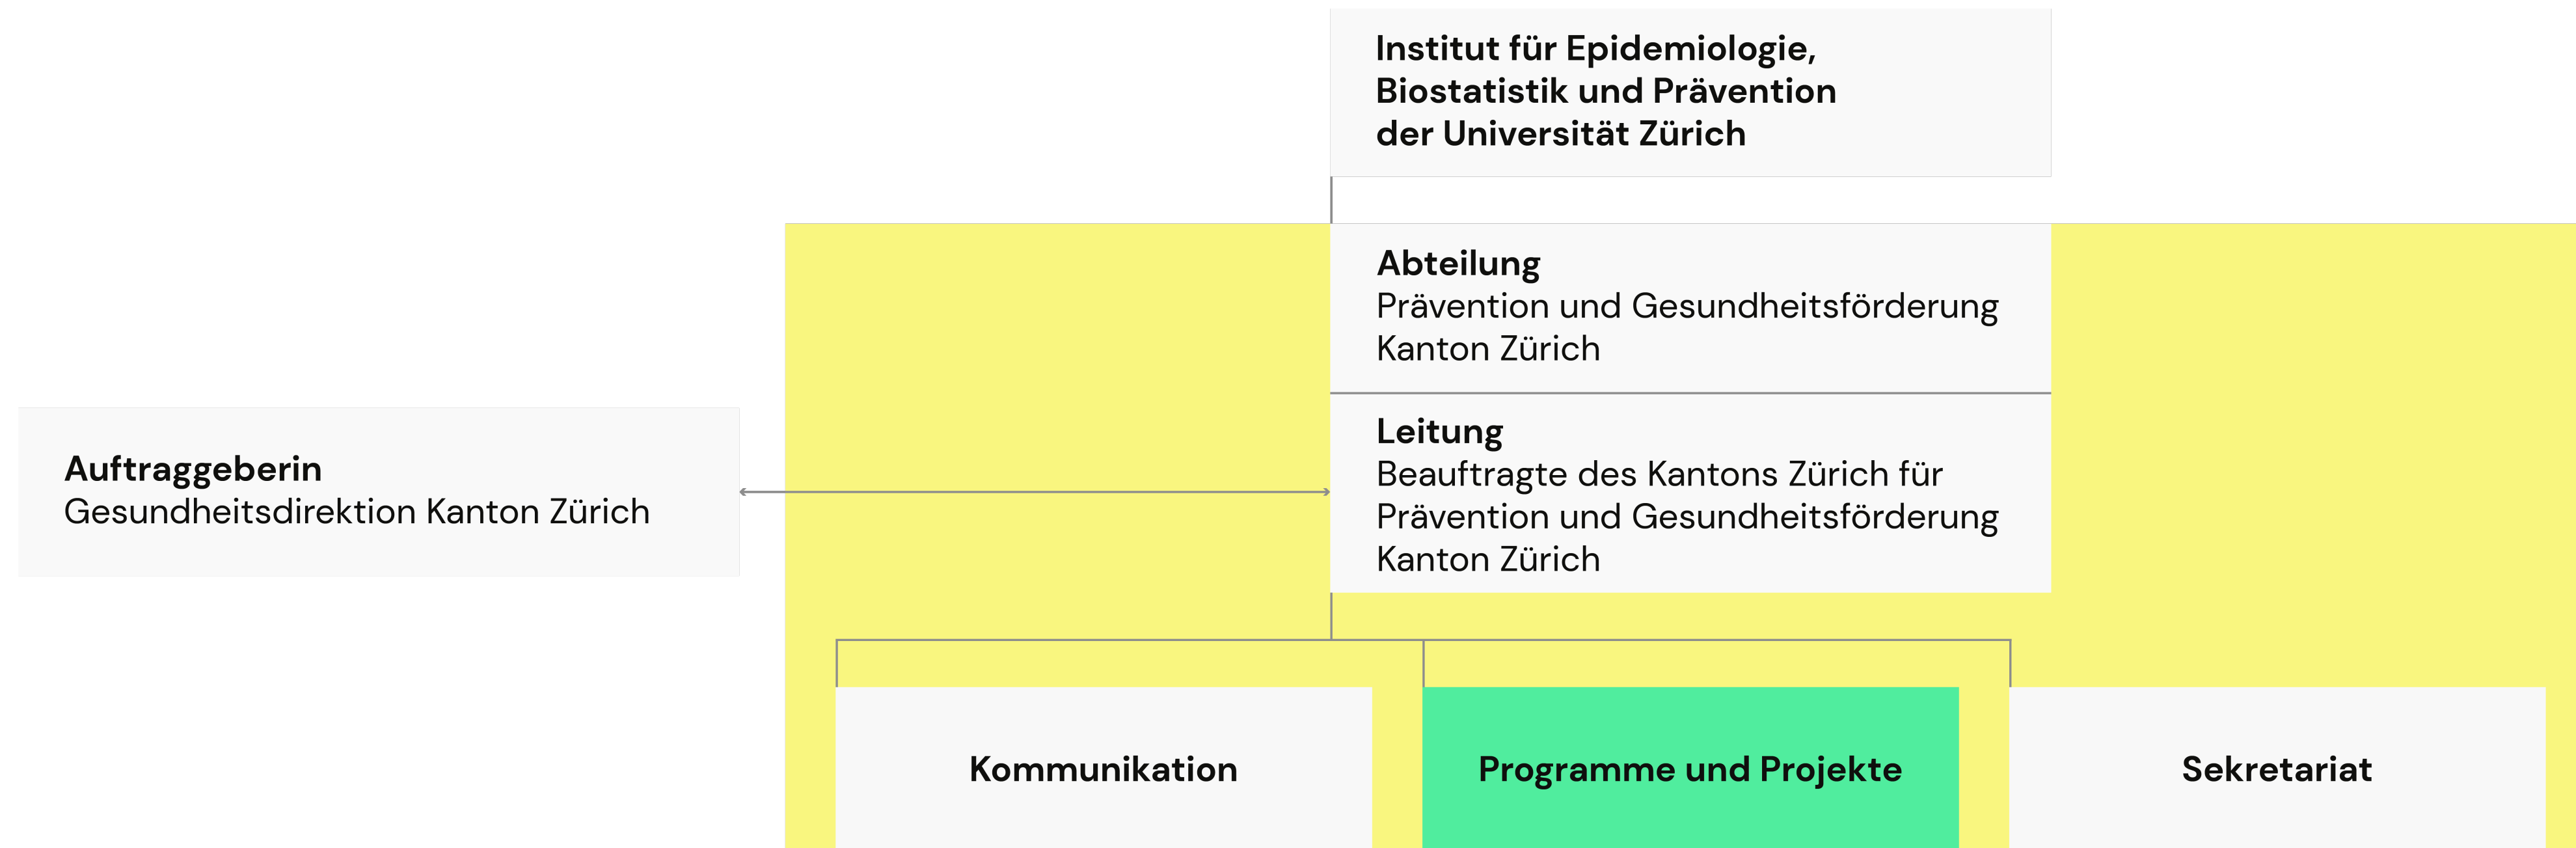 Institut für Epidemiologie,
Biostatistik und Prävention
der Universität Zürich
Abteilung
Prävention und Gesundheitsförderung
Kanton Zürich
Auftraggeberin
Gesundheitsdirektion Kanton Zürich
Leitung
Beauftragte des Kantons Zürich für
Prävention und Gesundheitsförderung
Kanton Zürich
Kommunikation
Programme und Projekte
Sekretariat